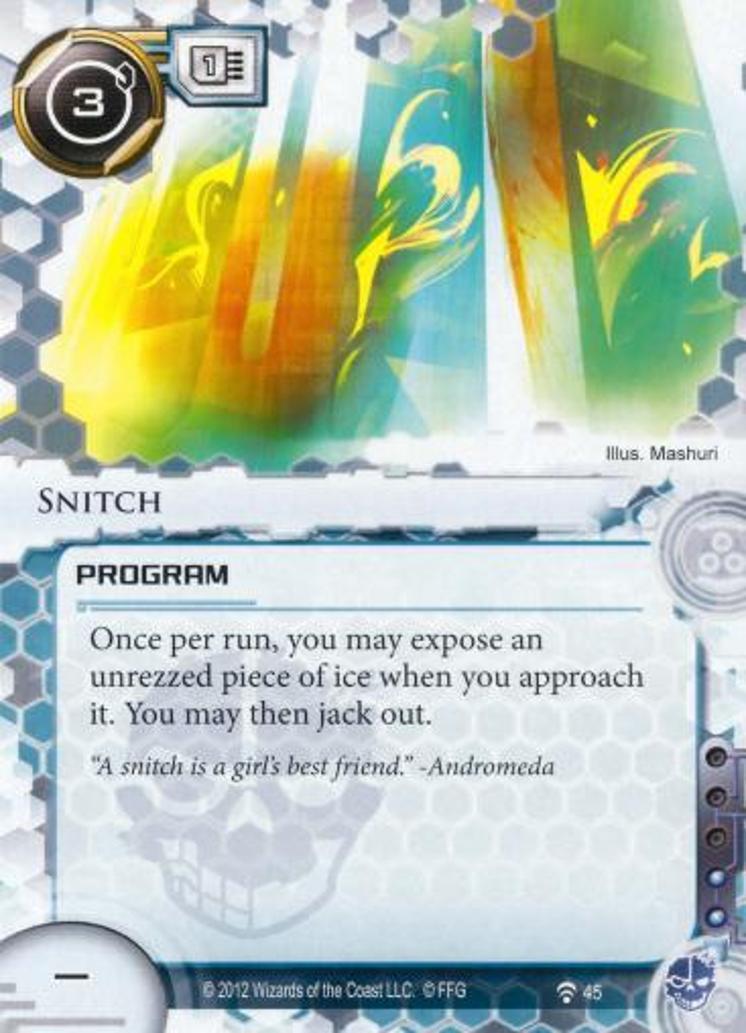 3
1
Illus. Mashuri
SNITCH
PROGRAM
Once per run, you may expose an
unrezzed piece of ice when you approach
it. You may then jack out.
“A snitch is a girl's best friend.” -Andromeda
–
© 2012 Wizards of the Coast LLC. © FFG 45